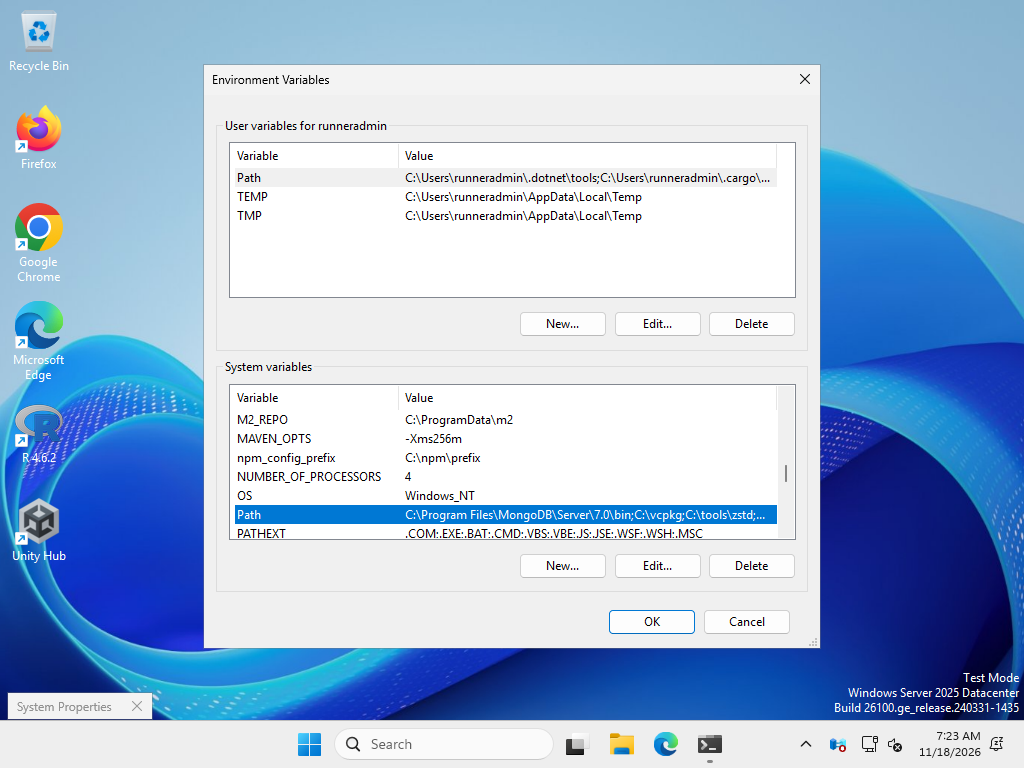 Recycle Bin
Firefox
Google
Chrome
Microsoft
Edge
R 4.6.2
Unity Hub
Environment Variables
User variables for runneradmin
Variable Value
Path C:\Users\runneradmin\.dotnet\tools;C:\Users\runneradmin\.cargo\...
TEMP C:\Users\runneradmin\AppData\Local\Temp
TMP C:\Users\runneradmin\AppData\Local\Temp
New... Edit... Delete
System variables
Variable Value
M2_REPO C:\ProgramData\m2
MAVEN_OPTS -Xms256m
npm_config_prefix C:\npm\prefix
NUMBER_OF_PROCESSORS 4
OS Windows_NT
Path C:\Program Files\MongoDB\Server\7.0\bin;C:\vcpkg;C:\tools\zstd;...
PATHEXT .COM;.EXE;.BAT;.CMD;.VBS;.VBE;.JS;.JSE;.WSF;.WSH;.MSC
New... Edit... Delete
OK Cancel
System Properties
Test Mode
Windows Server 2025 Datacenter
Build 26100.ge_release.240331-1435
Search
7:23 AM
11/18/2026